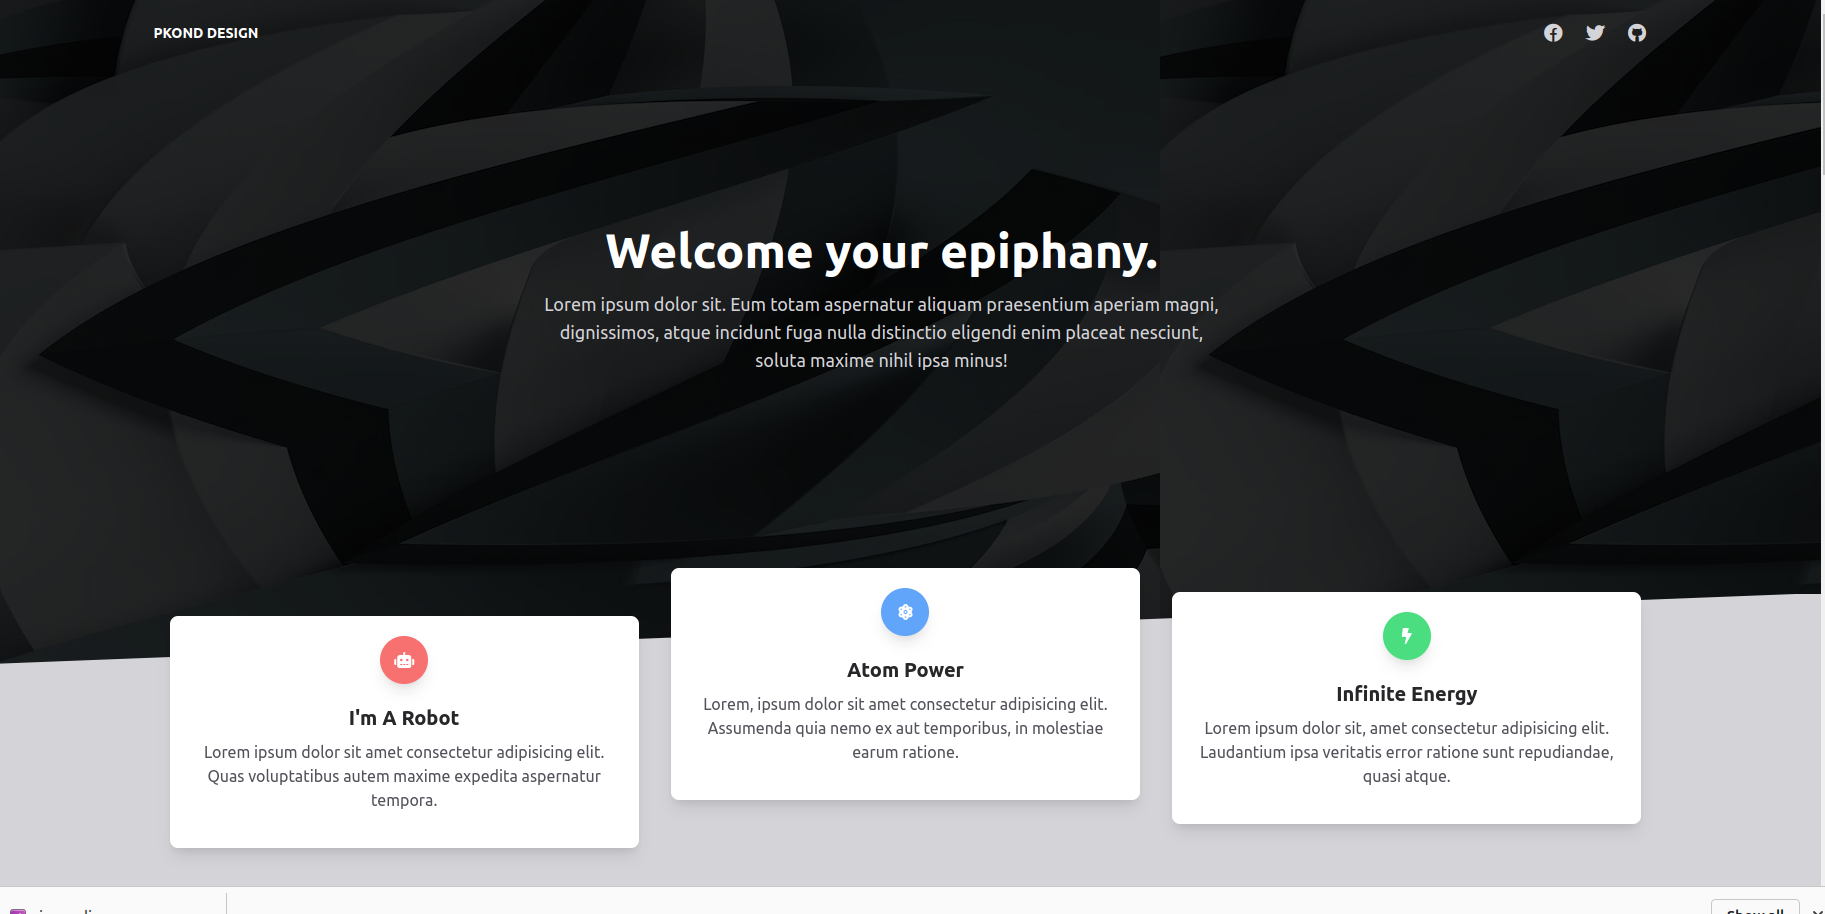 PKOND DESIGN
Welcome your epiphany.
Lorem ipsum dolor sit. Eum totam aspernatur aliquam praesentium aperiam magni,
dignissimos, atque incidunt fuga nulla distinctio eligendi enim placeat nesciunt,
soluta maxime nihil ipsa minus!
I'm A Robot
Lorem ipsum dolor sit amet consectetur adipisicing elit.
Quas voluptatibus autem maxime expedita aspernatur
tempora.
Atom Power
Lorem, ipsum dolor sit amet consectetur adipisicing elit.
Assumenda quia nemo ex aut temporibus, in molestiae
earum ratione.
Infinite Energy
Lorem ipsum dolor sit, amet consectetur adipisicing elit.
Laudantium ipsa veritatis error ratione sunt repudiandae,
quasi atque.
Show all